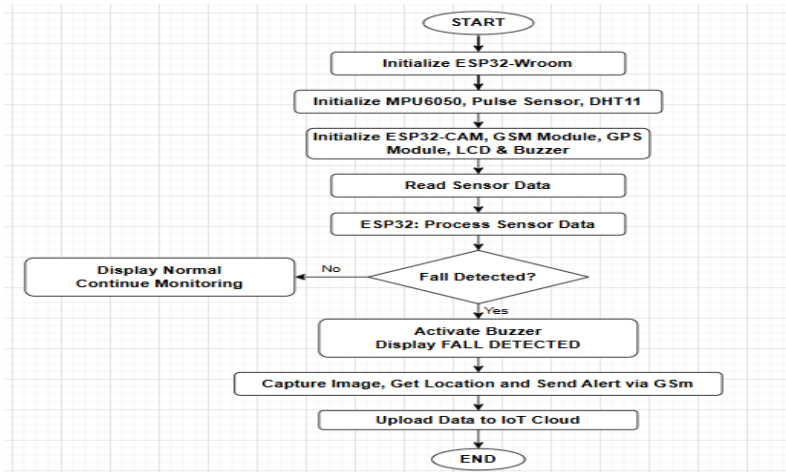 START
Initialize ESP32-Wroom
Initialize MPU6050, Pulse Sensor, DHT11
Initialize ESP32-CAM, GSM Module, GPS
Module, LCD & Buzzer
Read Sensor Data
ESP32: Process Sensor Data
Fall Detected?
No
Display Normal
Continue Monitoring
Yes
Activate Buzzer
Display FALL DETECTED
Capture Image, Get Location and Send Alert via GSm
Upload Data to IoT Cloud
END